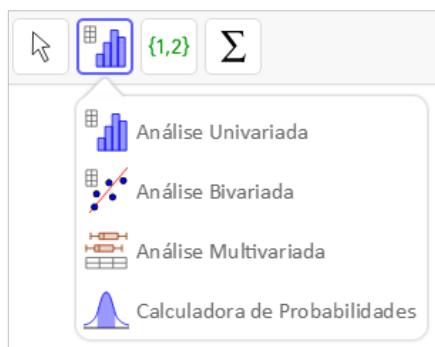 {1,2} Σ
Análise Univariada
Análise Bivariada
Análise Multivariada
Calculadora de Probabilidades